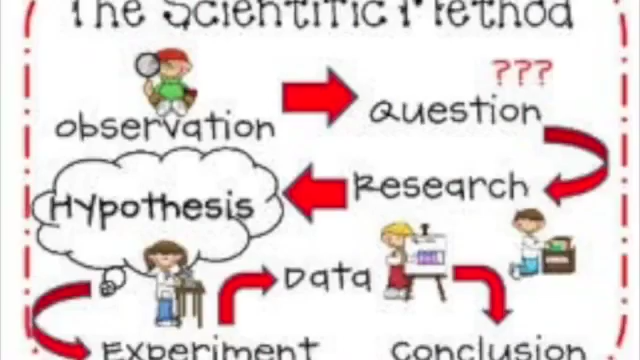 The Scientific Method
???
Observation
Question
Research
Hypothesis
Data
Experiment
Conclusion